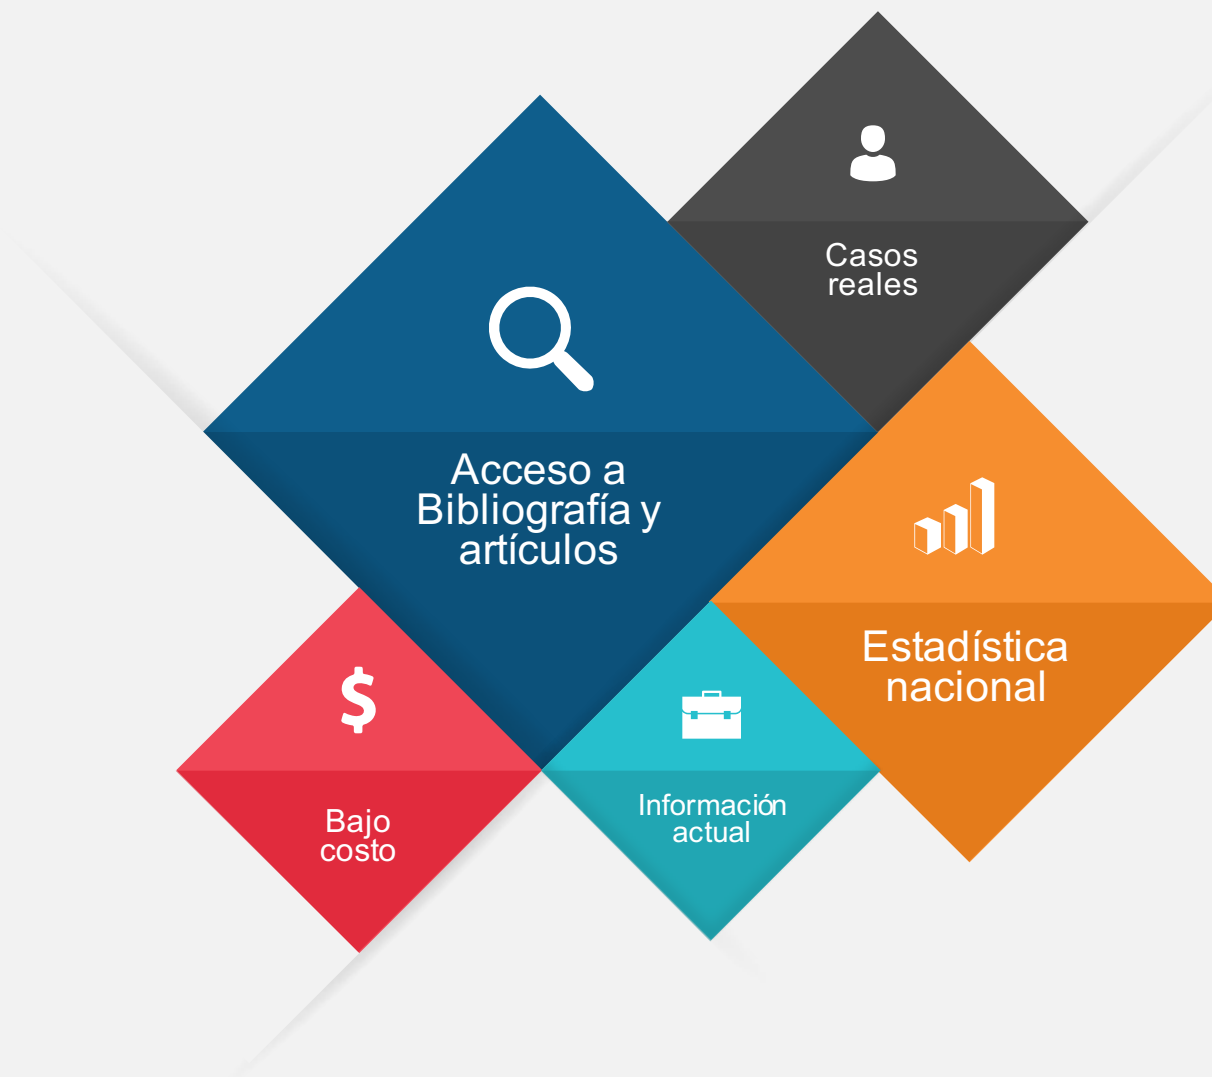 Casos
reales
Acceso a
Bibliografía y
artículos
Estadística
nacional
Información
actual
Bajo
costo